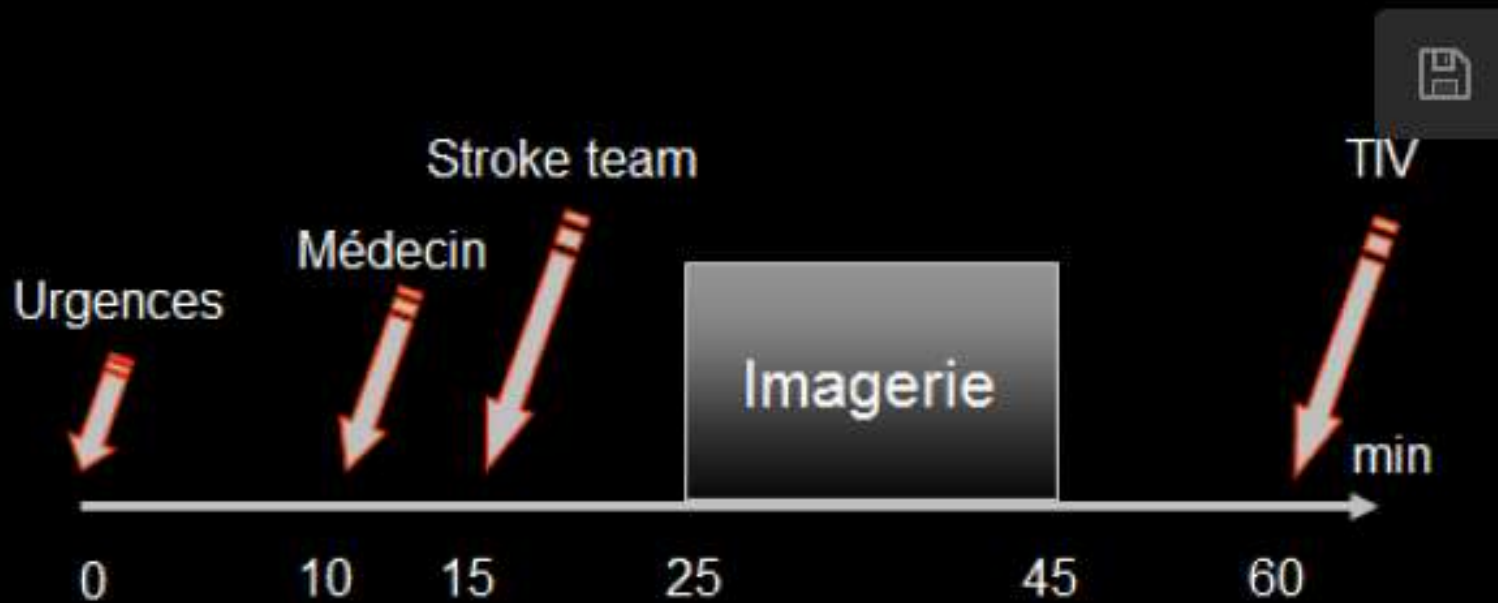 Stroke team
TIV
Médecin
Urgences
Imagerie
min
0 10 15 25 45 60